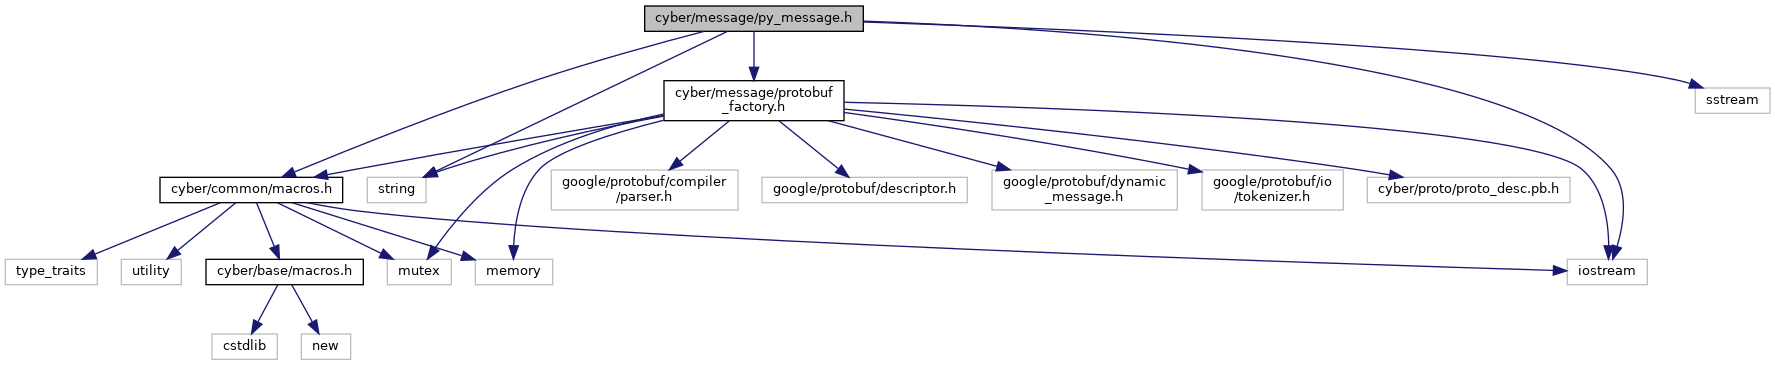 cyber/message/py_message.h
cyber/message/protobuf
_factory.h
sstream
cyber/common/macros.h
string
google/protobuf/compiler
/parser.h
google/protobuf/descriptor.h
google/protobuf/dynamic
_message.h
google/protobuf/io
/tokenizer.h
cyber/proto/proto_desc.pb.h
type_traits
utility
cyber/base/macros.h
mutex
memory
iostream
cstdlib
new